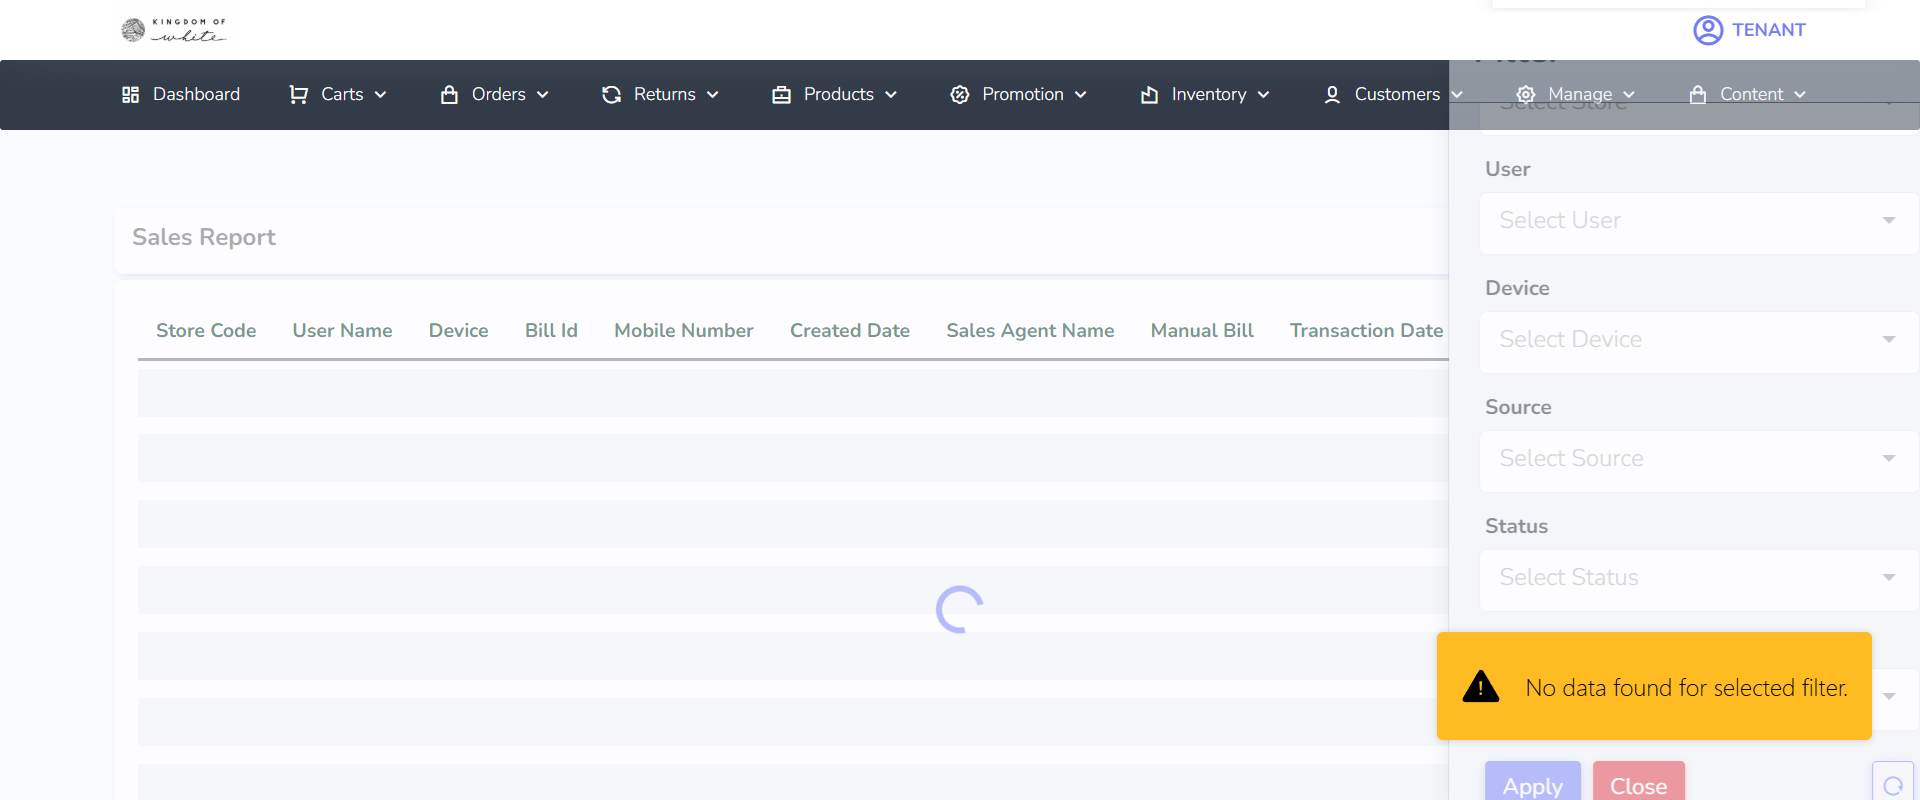 KINGDOM OF
white
TENANT
Filter
Dashboard
Carts
Orders
Returns
Products
Promotion
Inventory
Customers
Manage
Content
Select Store
User
Select User
Sales Report
Device
Select Device
Store Code User Name Device Bill Id Mobile Number Created Date Sales Agent Name Manual Bill Transaction Date
Source
Select Source
Status
Select Status
No data found for selected filter.
Apply
Close